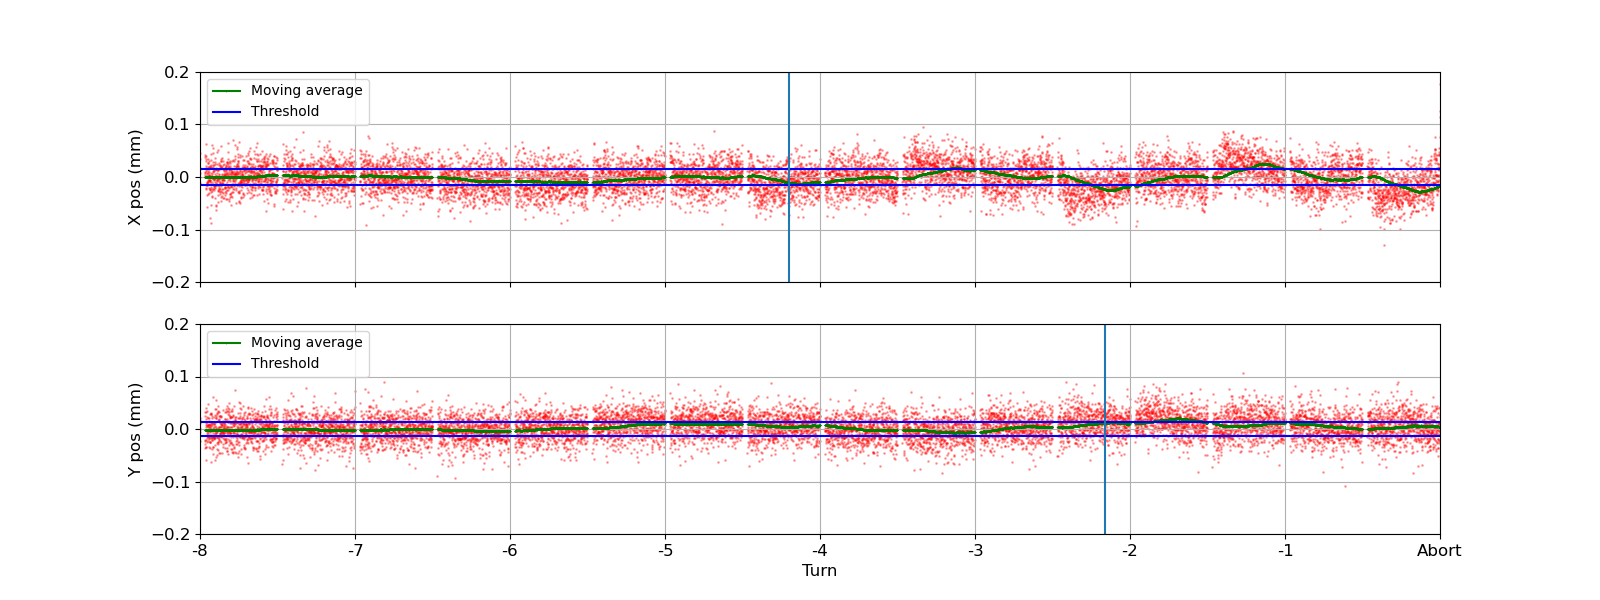 0.2
0.1
0.0
−0.1
−0.2
X pos (mm)
Moving average
Threshold
0.2
0.1
0.0
−0.1
−0.2
Y pos (mm)
Moving average
Threshold
-8 -7 -6 -5 -4 -3 -2 -1 Abort
Turn